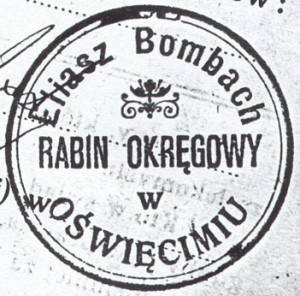 Eliasz Bombach
RABIN OKRĘGOWY
w
w OŚWIĘCIMIU